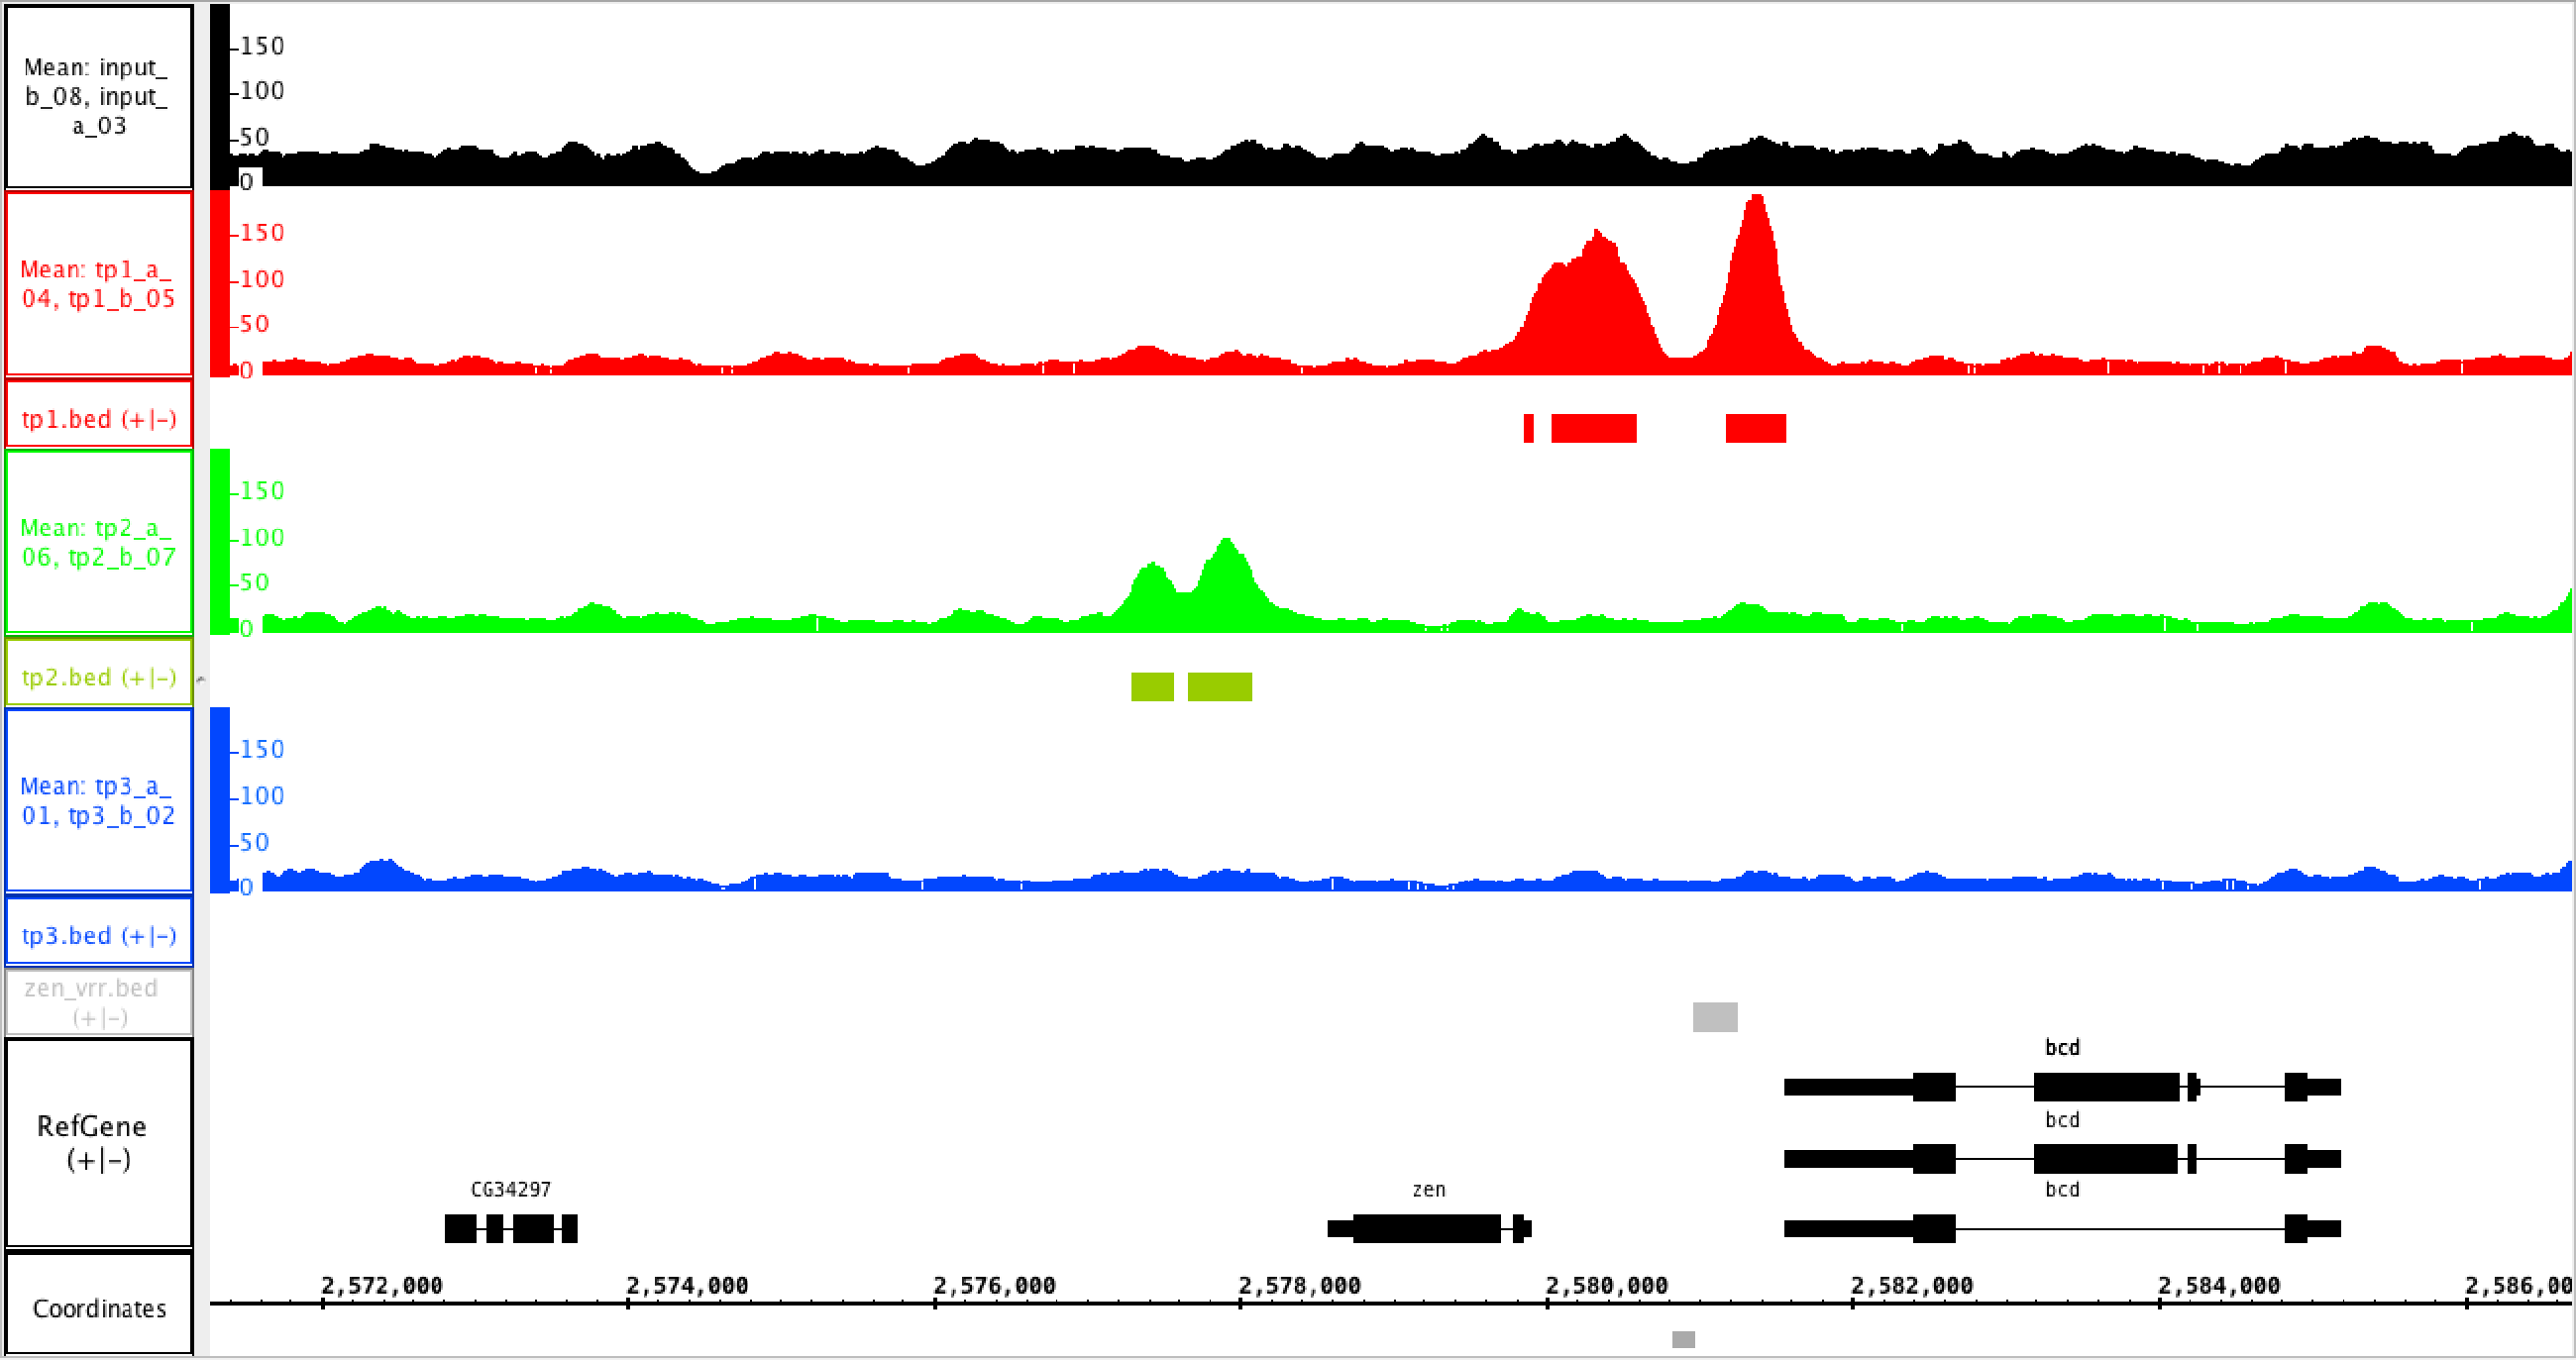 Mean: input_
b_08, input_
a_03
150
100
50
0
Mean: tp1_a_
04, tp1_b_05
150
100
50
0
tp1.bed (+|-)
Mean: tp2_a_
06, tp2_b_07
150
100
50
0
tp2.bed (+|-)
Mean: tp3_a_
01, tp3_b_02
150
100
50
0
tp3.bed (+|-)
zen_vrr.bed
(+|-)
RefGene
(+|-)
bcd
bcd
CG34297 zen bcd
Coordinates
2,572,000 2,574,000 2,576,000 2,578,000 2,580,000 2,582,000 2,584,000 2,586,00